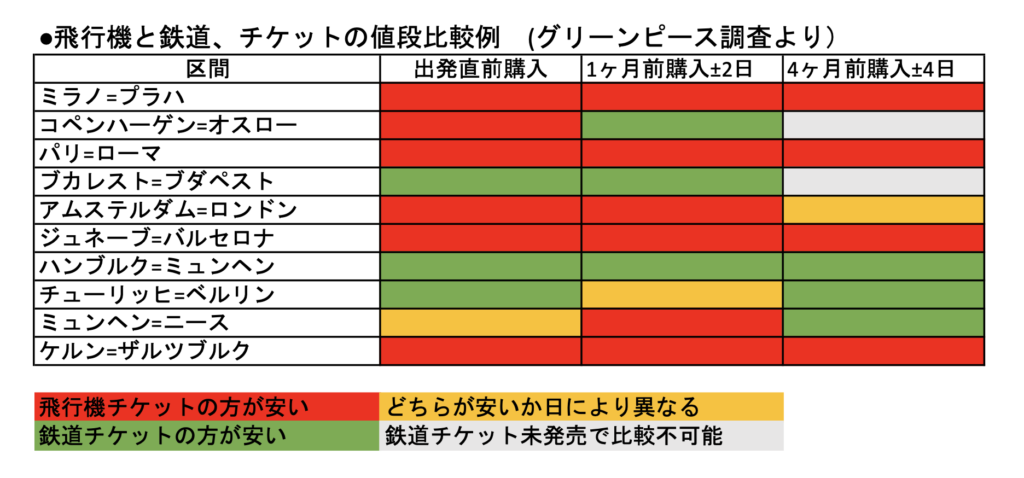 ●飛行機と鉄道、チケットの値段比較例　(グリーンピース調査より）
区間 出発直前購入 1ヶ月前購入±2日 4ヶ月前購入±4日
ミラノ=プラハ
コペンハーゲン=オスロー
パリ=ローマ
ブカレスト=ブダペスト
アムステルダム=ロンドン
ジュネーブ=バルセロナ
ハンブルク=ミュンヘン
チューリッヒ=ベルリン
ミュンヘン=ニース
ケルン=ザルツブルク
飛行機チケットの方が安い どちらが安いか日により異なる
鉄道チケットの方が安い 鉄道チケット未発売で比較不可能